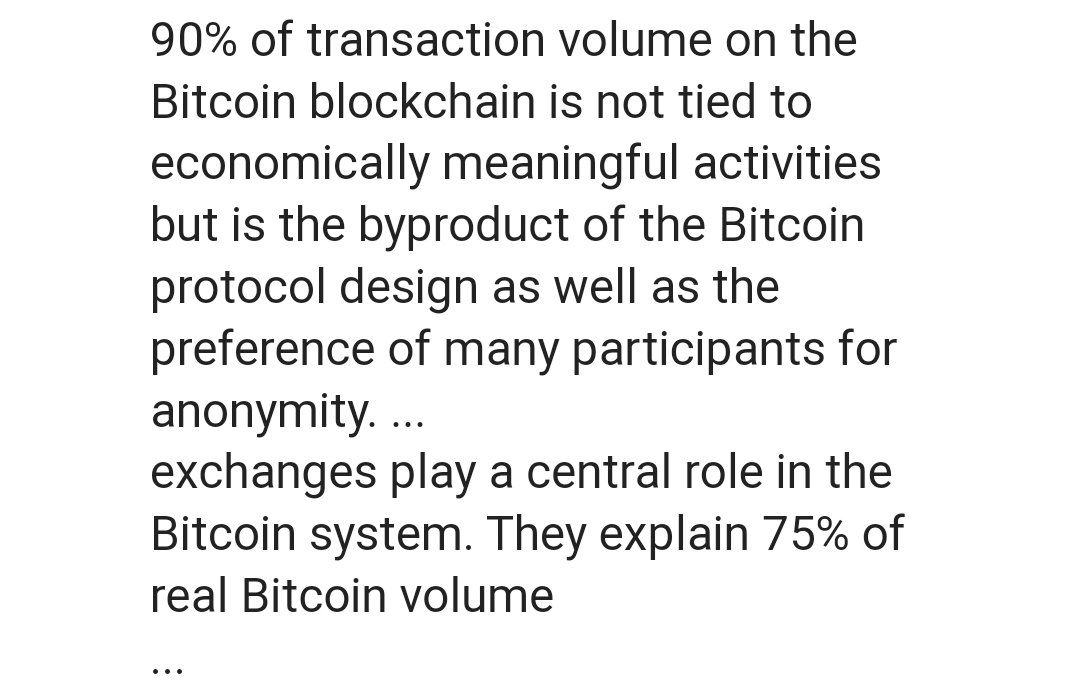 90% of transaction volume on the
Bitcoin blockchain is not tied to
economically meaningful activities
but is the byproduct of the Bitcoin
protocol design as well as the
preference of many participants for
anonymity. ...
exchanges play a central role in the
Bitcoin system. They explain 75% of
real Bitcoin volume
...